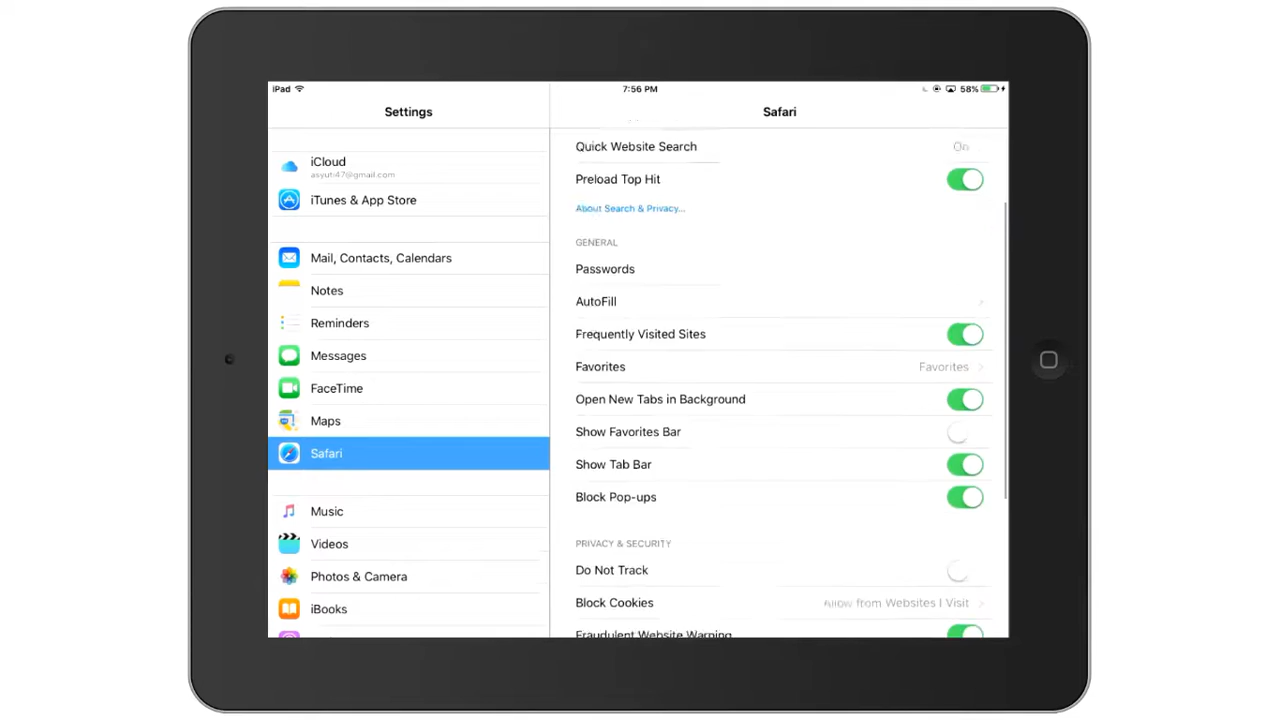 iPad
7:56 PM
58%
Settings
Safari
iCloud
asyuti47@gmail.com
iTunes & App Store
Mail, Contacts, Calendars
Notes
Reminders
Messages
FaceTime
Maps
Safari
Music
Videos
Photos & Camera
iBooks
Quick Website Search On
Preload Top Hit
About Search & Privacy...
GENERAL
Passwords
AutoFill
Frequently Visited Sites
Favorites Favorites
Open New Tabs in Background
Show Favorites Bar
Show Tab Bar
Block Pop-ups
PRIVACY & SECURITY
Do Not Track
Block Cookies Allow from Websites I Visit
Fraudulent Website Warning